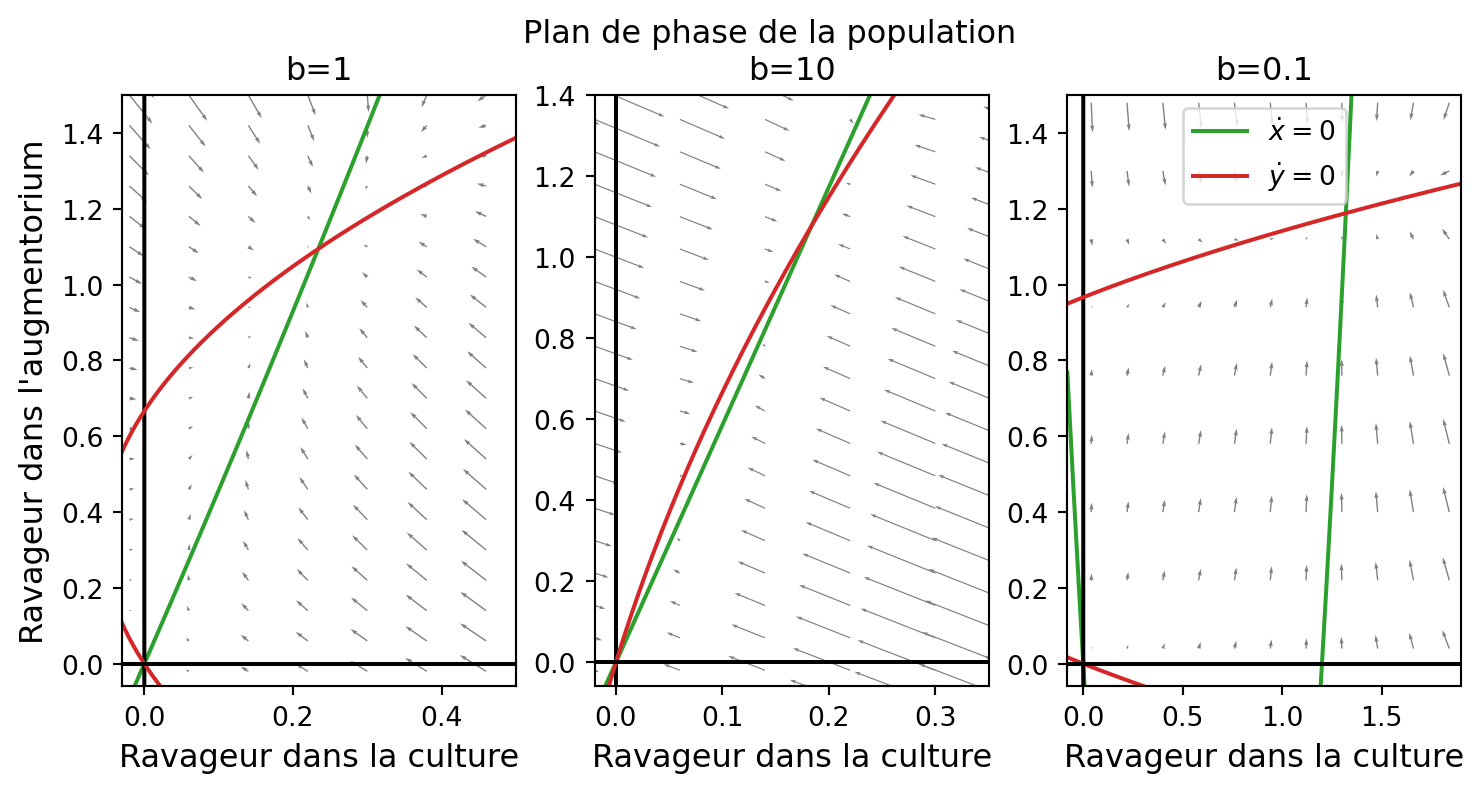 Plan de phase de la population
b=1
b=10
b=0.1
Ravageur dans l'augmentorium
1.4
1.2
1.0
0.8
0.6
0.4
0.2
0.0
0.0 0.2 0.4
Ravageur dans la culture
1.4
1.2
1.0
0.8
0.6
0.4
0.2
0.0
0.0 0.1 0.2 0.3
Ravageur dans la culture
1.4
1.2
1.0
0.8
0.6
0.4
0.2
0.0
0.0 0.5 1.0 1.5
Ravageur dans la culture
ẋ = 0
ẏ = 0